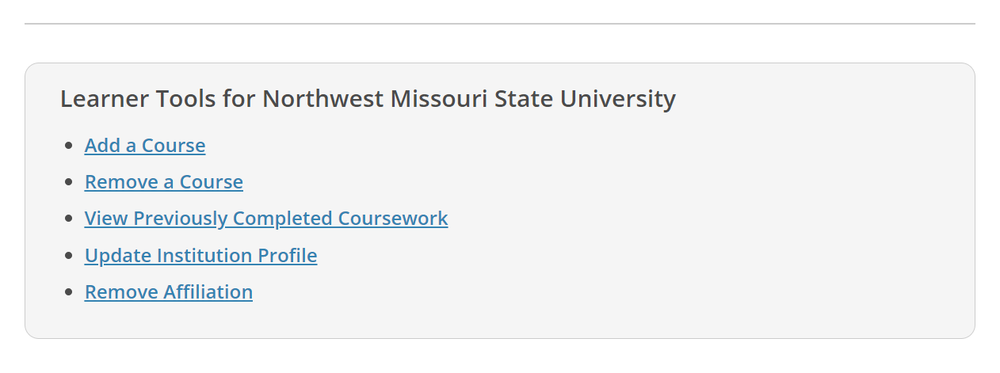 Learner Tools for Northwest Missouri State University
Add a Course
Remove a Course
View Previously Completed Coursework
Update Institution Profile
Remove Affiliation